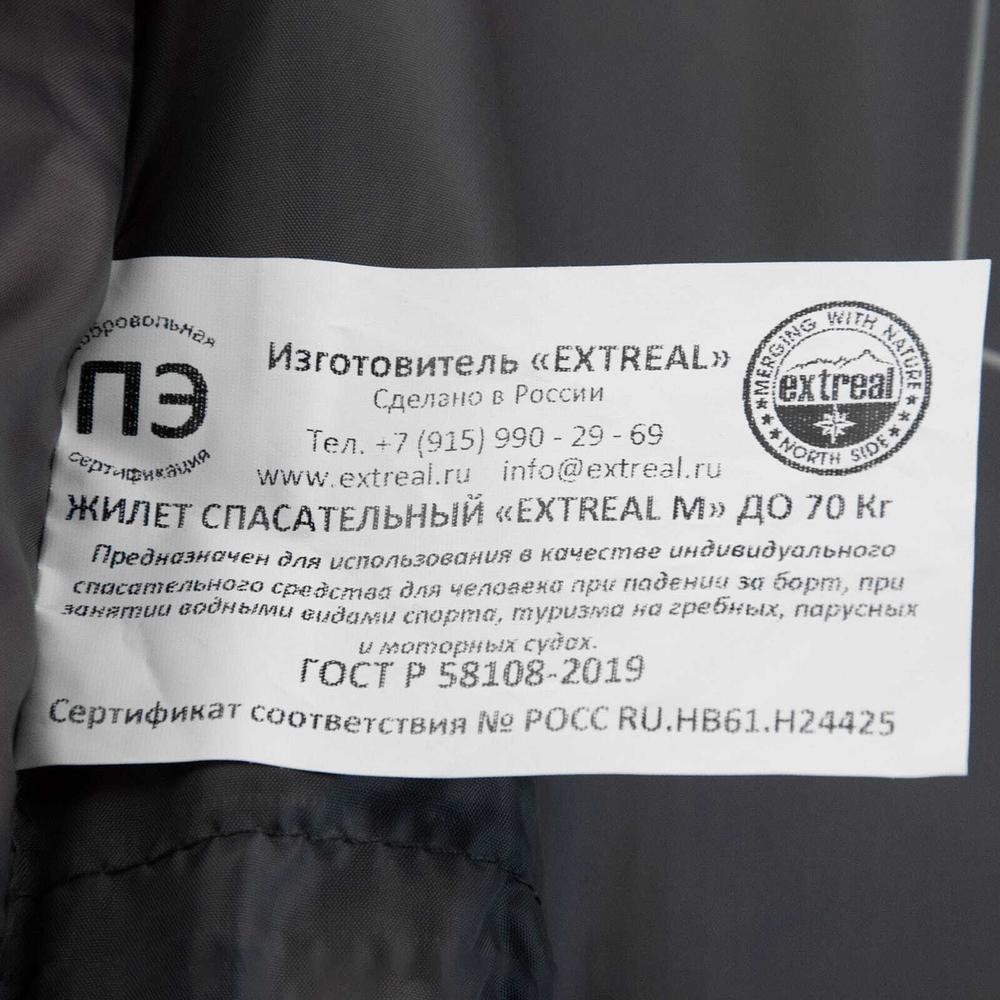 добровольная
ПЭ
сертификация
Изготовитель «EXTREAL»
Сделано в России
Тел. +7 (915) 990 - 29 - 69
www.extreal.ru info@extreal.ru
MERGING WITH NATURE
extreal
NORTH SIDE
ЖИЛЕТ СПАСАТЕЛЬНЫЙ «EXTREAL M» ДО 70 Кг
Предназначен для использования в качестве индивидуального
спасательного средства для человека при падении за борт, при
занятии водными видами спорта, туризма на гребных, парусных
и моторных судах.
ГОСТ Р 58108-2019
Сертификат соответствия № РОСС RU.НВ61.Н24425